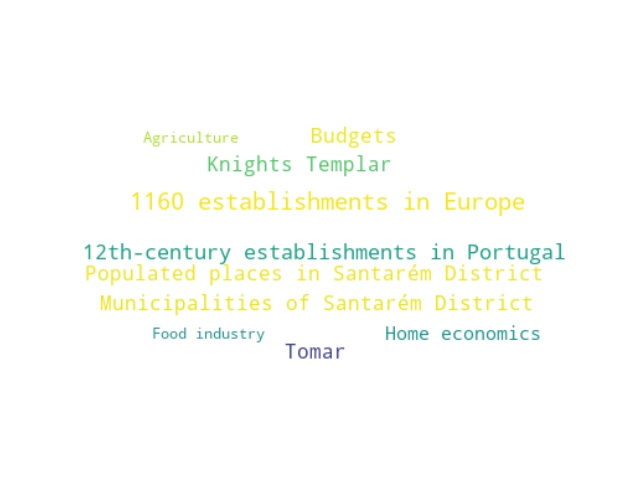 Agriculture
Budgets
Knights Templar
1160 establishments in Europe
12th-century establishments in Portugal
Populated places in Santarém District
Municipalities of Santarém District
Food industry
Home economics
Tomar